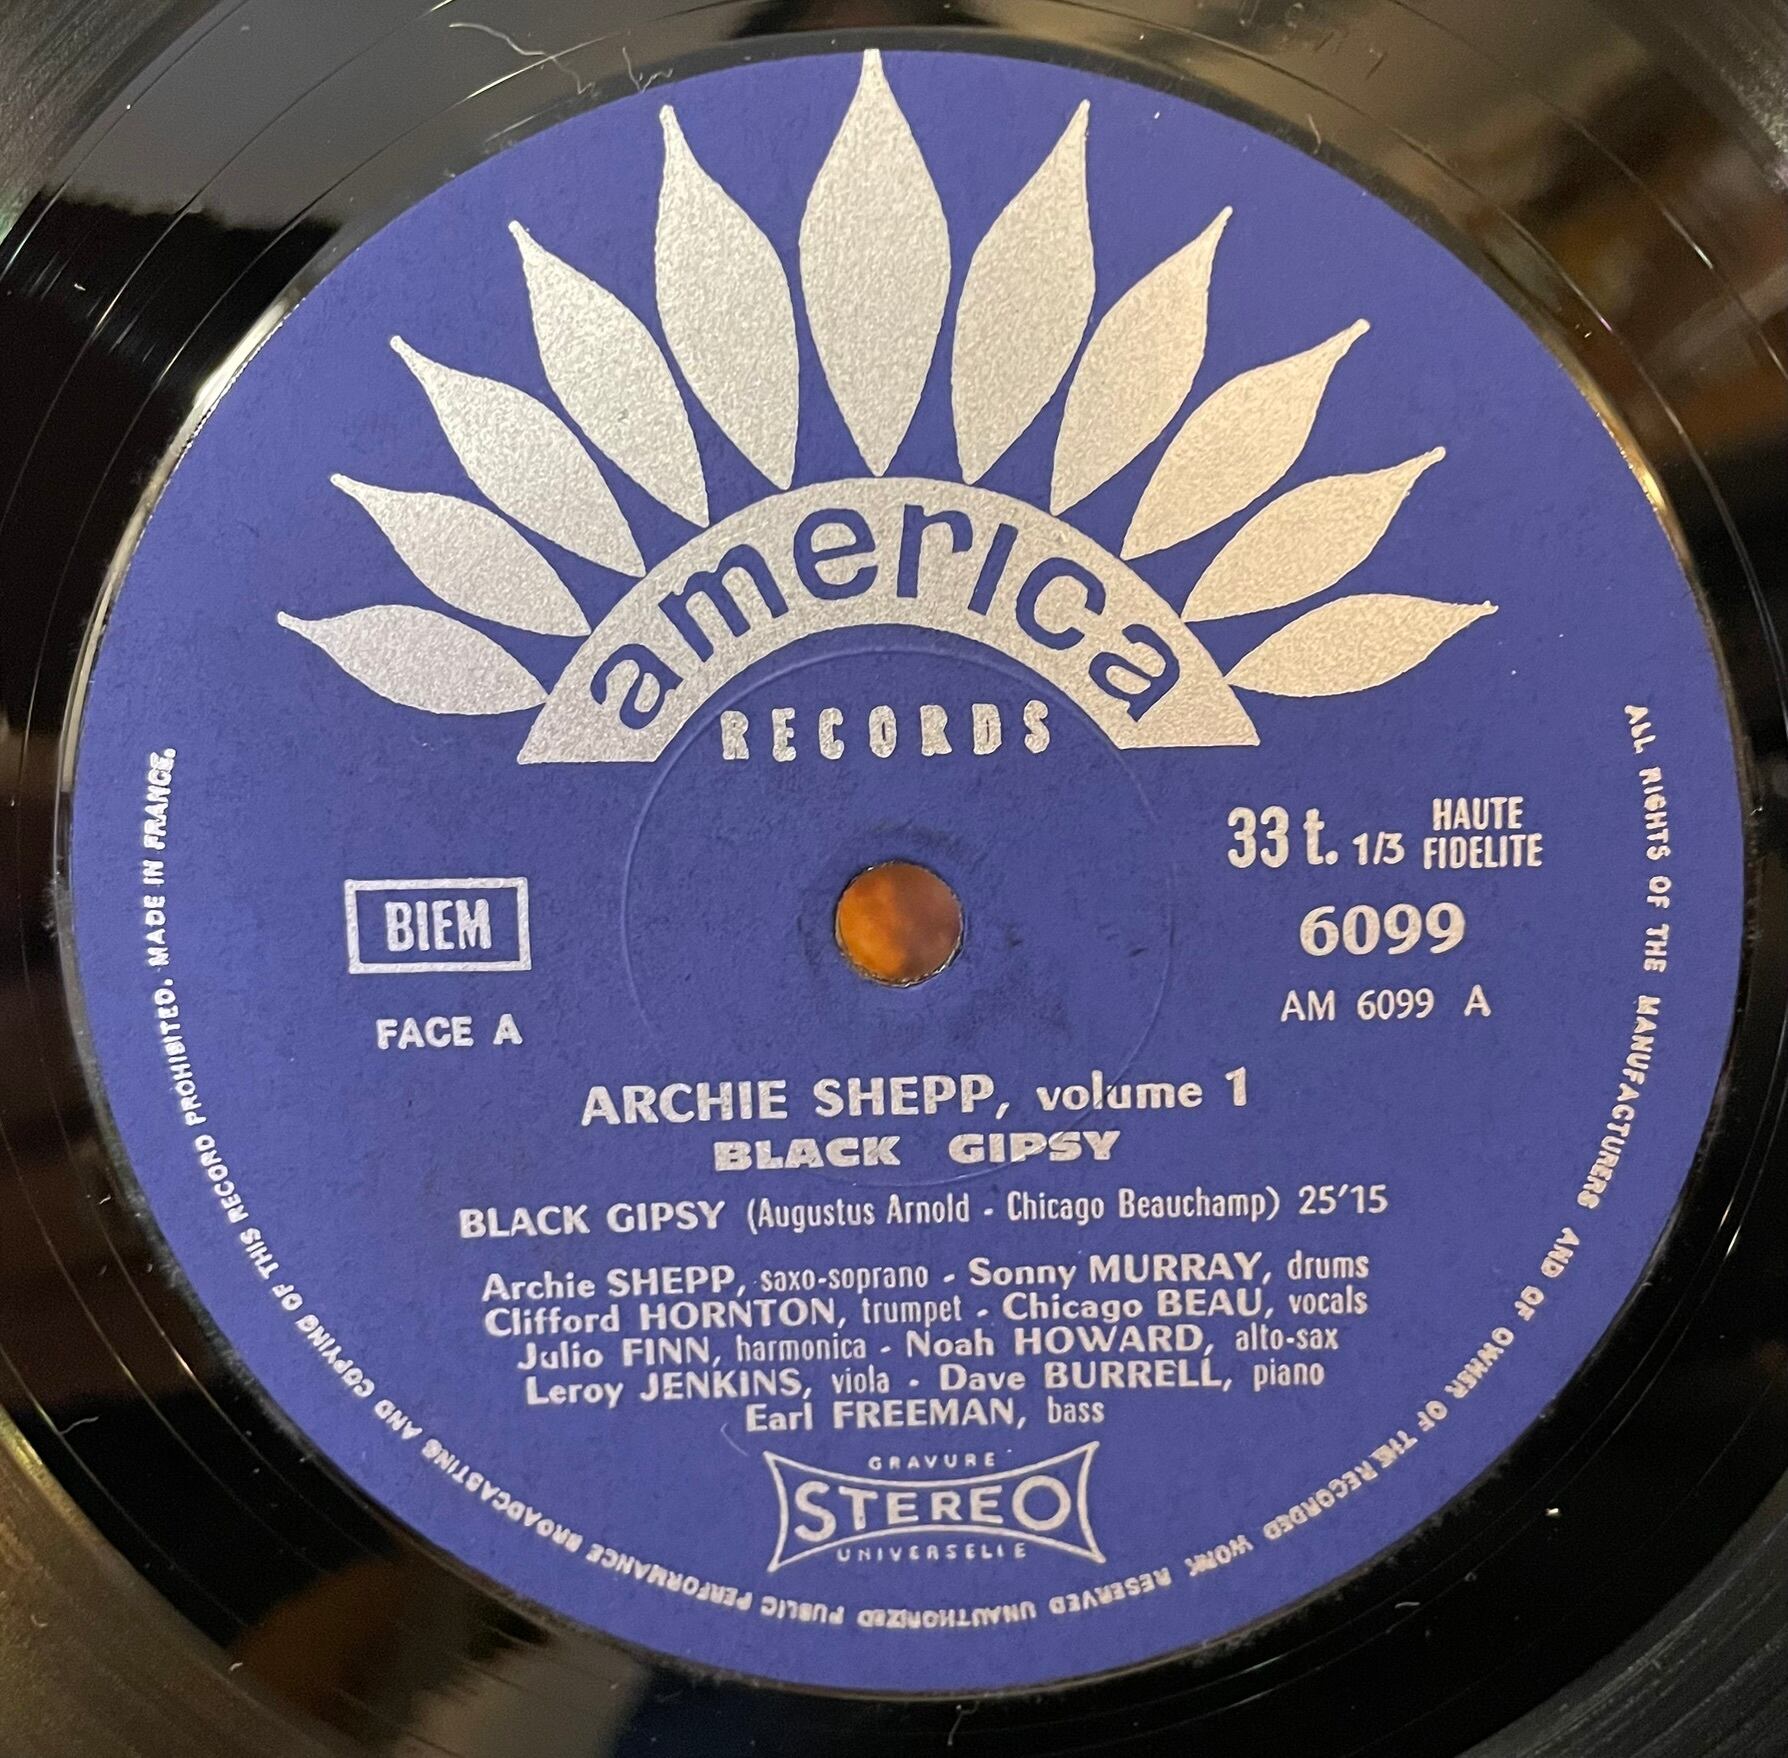 america
RECORDS
33 t. 1/3 HAUTE FIDELITE
BIEM
6099
FACE A
AM 6099 A
ARCHIE SHEPP, volume 1
BLACK GIPSY
BLACK GIPSY (Augustus Arnold - Chicago Beauchamp) 25'15
Archie SHEPP, saxo-soprano - Sonny MURRAY, drums
Clifford HORNTON, trumpet - Chicago BEAU, vocals
Julio FINN, harmonica - Noah HOWARD, alto-sax
Leroy JENKINS, viola - Dave BURRELL, piano
Earl FREEMAN, bass
GRAVURE
STEREO
UNIVERSELLE
ALL RIGHTS OF THE MANUFACTURERS AND OF OWNER OF THE RECORDED WORK RESERVED UNAUTHORIZED PUBLIC PERFORMANCE BROADCASTING AND COPYING OF THIS RECORD PROHIBITED. MADE IN FRANCE.